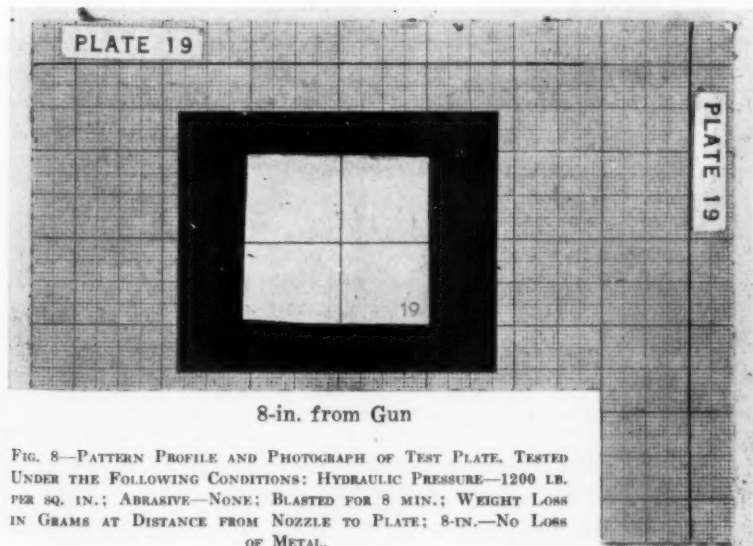 PLATE 19
PLATE 19
19
8-in. from Gun
FIG. 8—PATTERN PROFILE AND PHOTOGRAPH OF TEST PLATE. TESTED
UNDER THE FOLLOWING CONDITIONS: HYDRAULIC PRESSURE—1200 LB.
PER SQ. IN.; ABRASIVE—NONE; BLASTED FOR 8 MIN.; WEIGHT LOSS
IN GRAMS AT DISTANCE FROM NOZZLE TO PLATE; 8-IN.—NO LOSS
OF METAL.